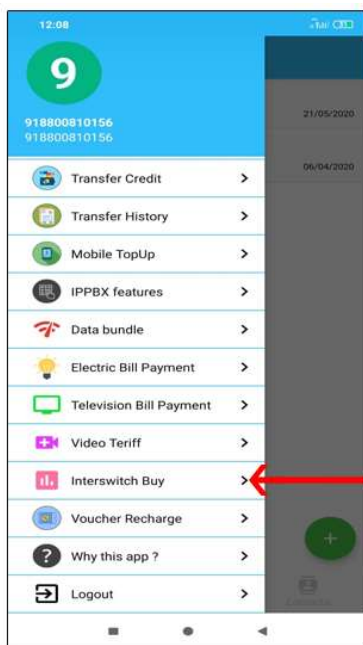 12:08
9
918800810156
918800810156
21/05/2020
06/04/2020
Transfer Credit
Transfer History
Mobile TopUp
IPPBX features
Data bundle
Electric Bill Payment
Television Bill Payment
Video Teriff
Interswitch Buy
Voucher Recharge
Why this app ?
Logout